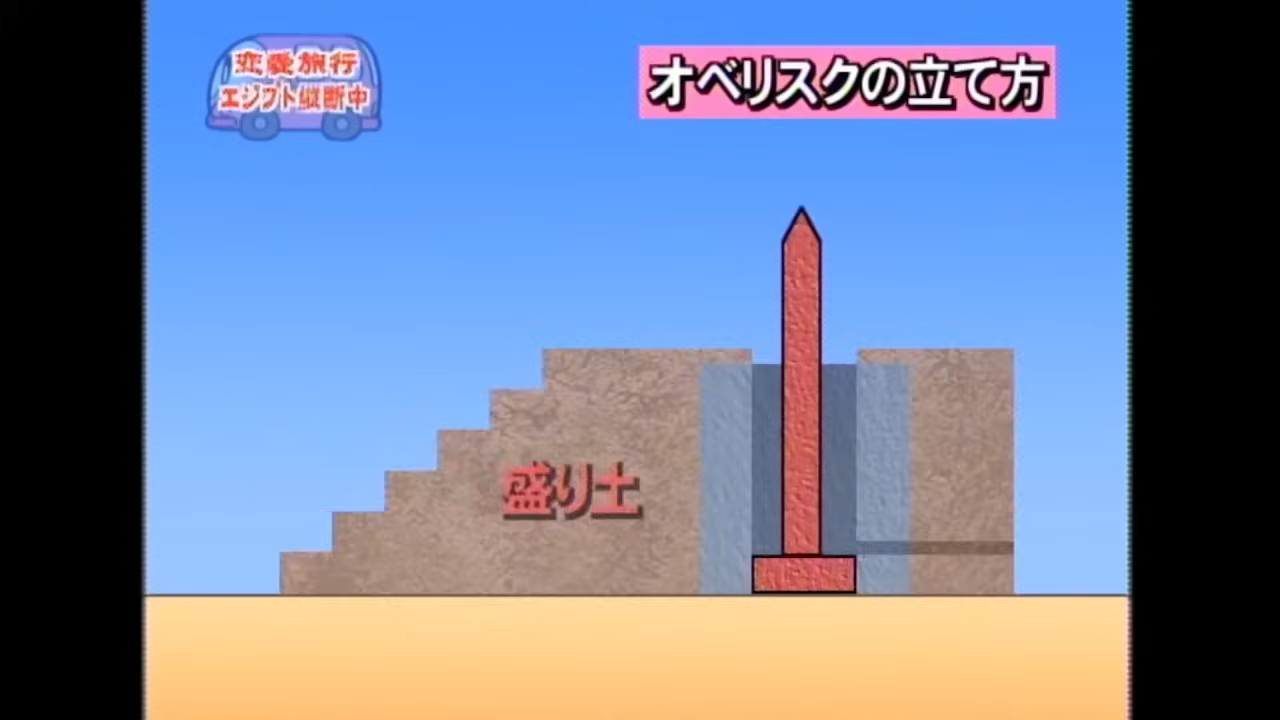 恋愛旅行
エジプト縦断中
オベリスクの立て方
盛り土